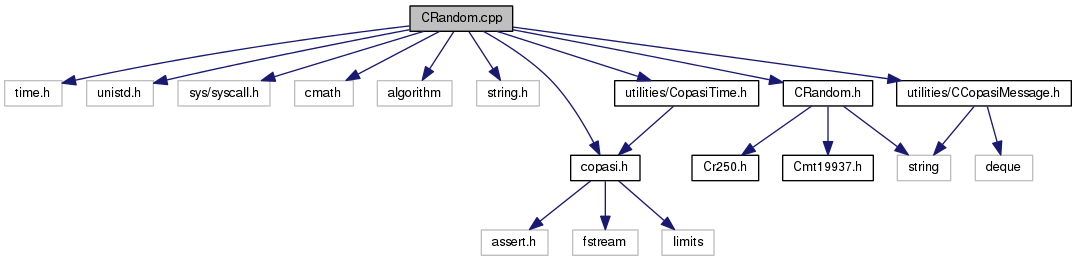 CRandom.cpp
time.h
unistd.h
sys/syscall.h
cmath
algorithm
string.h
utilities/CopasiTime.h
CRandom.h
utilities/CCopasiMessage.h
copasi.h
Cr250.h
Cmt19937.h
string
deque
assert.h
fstream
limits